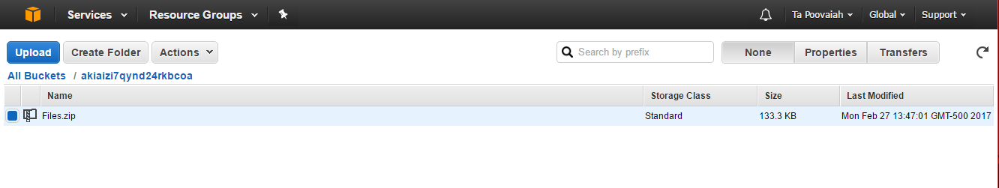 Services Resource Groups Ta Poovaiah Global Support
Upload Create Folder Actions Search by prefix None Properties Transfers
All Buckets / akiaizi7qynd24rkbcoa
Name Storage Class Size Last Modified
Files.zip Standard 133.3 KB Mon Feb 27 13:47:01 GMT-500 2017